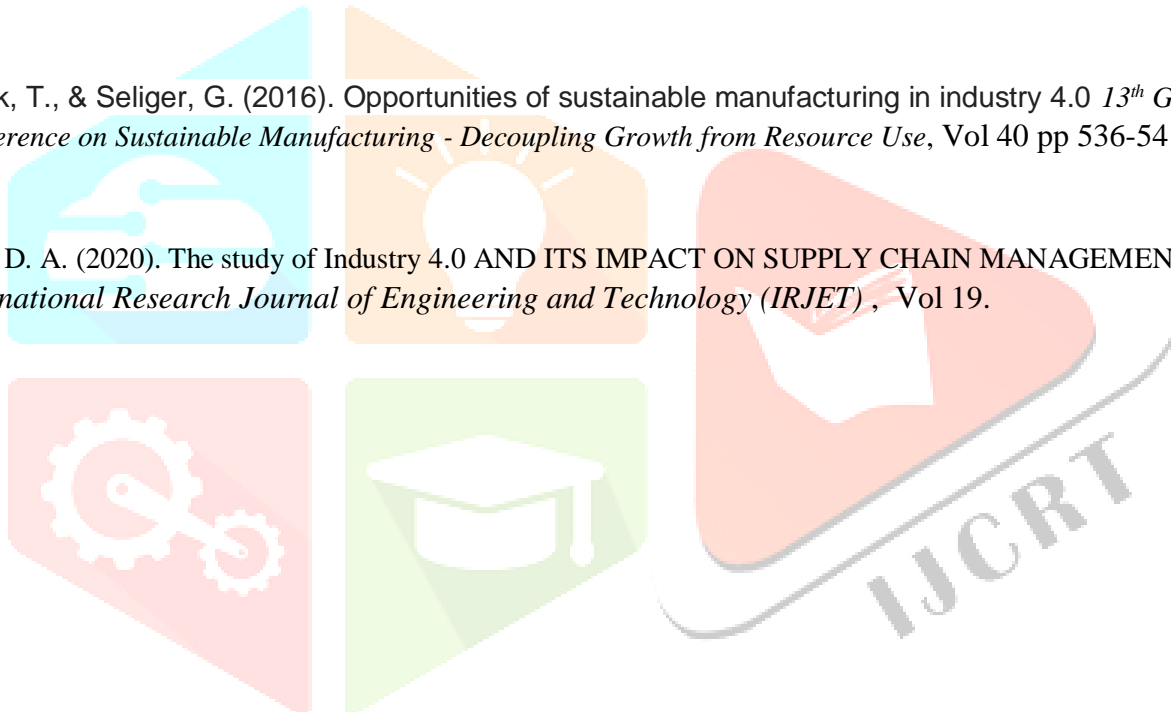 k, T., & Seliger, G. (2016). Opportunities of sustainable manufacturing in industry 4.0 13th G
erence on Sustainable Manufacturing - Decoupling Growth from Resource Use, Vol 40 pp 536-54
D. A. (2020). The study of Industry 4.0 AND ITS IMPACT ON SUPPLY CHAIN MANAGEMEN
national Research Journal of Engineering and Technology (IRJET) , Vol 19.
IJCRT